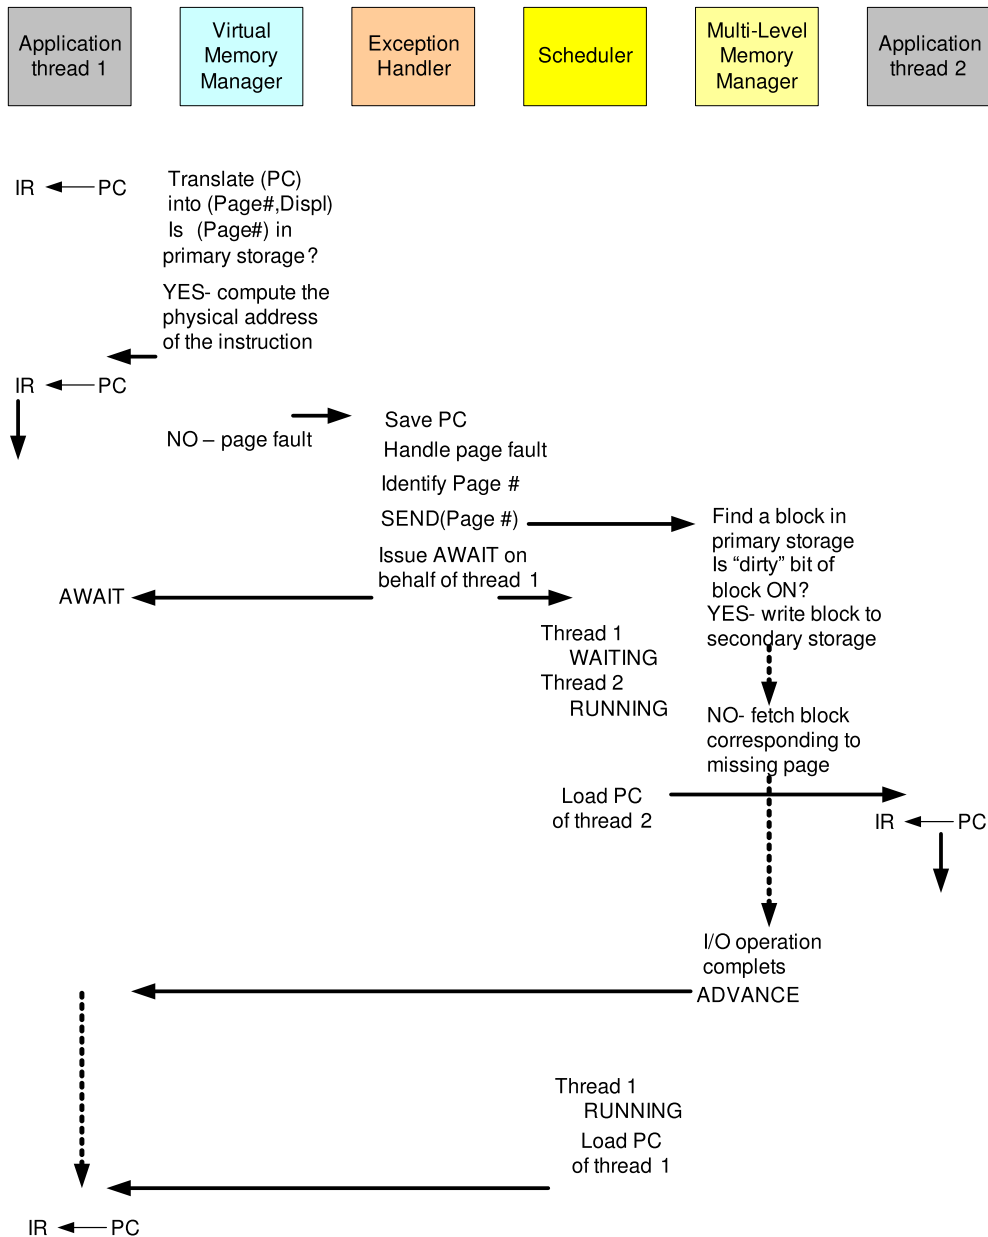 Application
thread 1
Virtual
Memory
Manager
Exception
Handler
Scheduler
Multi-Level
Memory
Manager
Application
thread 2
IR
PC
Translate (PC)
into (Page#,Displ)
Is (Page#) in
primary storage?
YES- compute the
physical address
of the instruction
IR
PC
NO – page fault
Save PC
Handle page fault
Identify Page #
SEND(Page #)
Issue AWAIT on
behalf of thread 1
AWAIT
Find a block in
primary storage
Is “dirty” bit of
block ON?
YES- write block to
secondary storage
Thread 1
WAITING
Thread 2
RUNNING
NO- fetch block
corresponding to
missing page
Load PC
of thread 2
IR
PC
I/O operation
complets
ADVANCE
Thread 1
RUNNING
Load PC
of thread 1
IR
PC